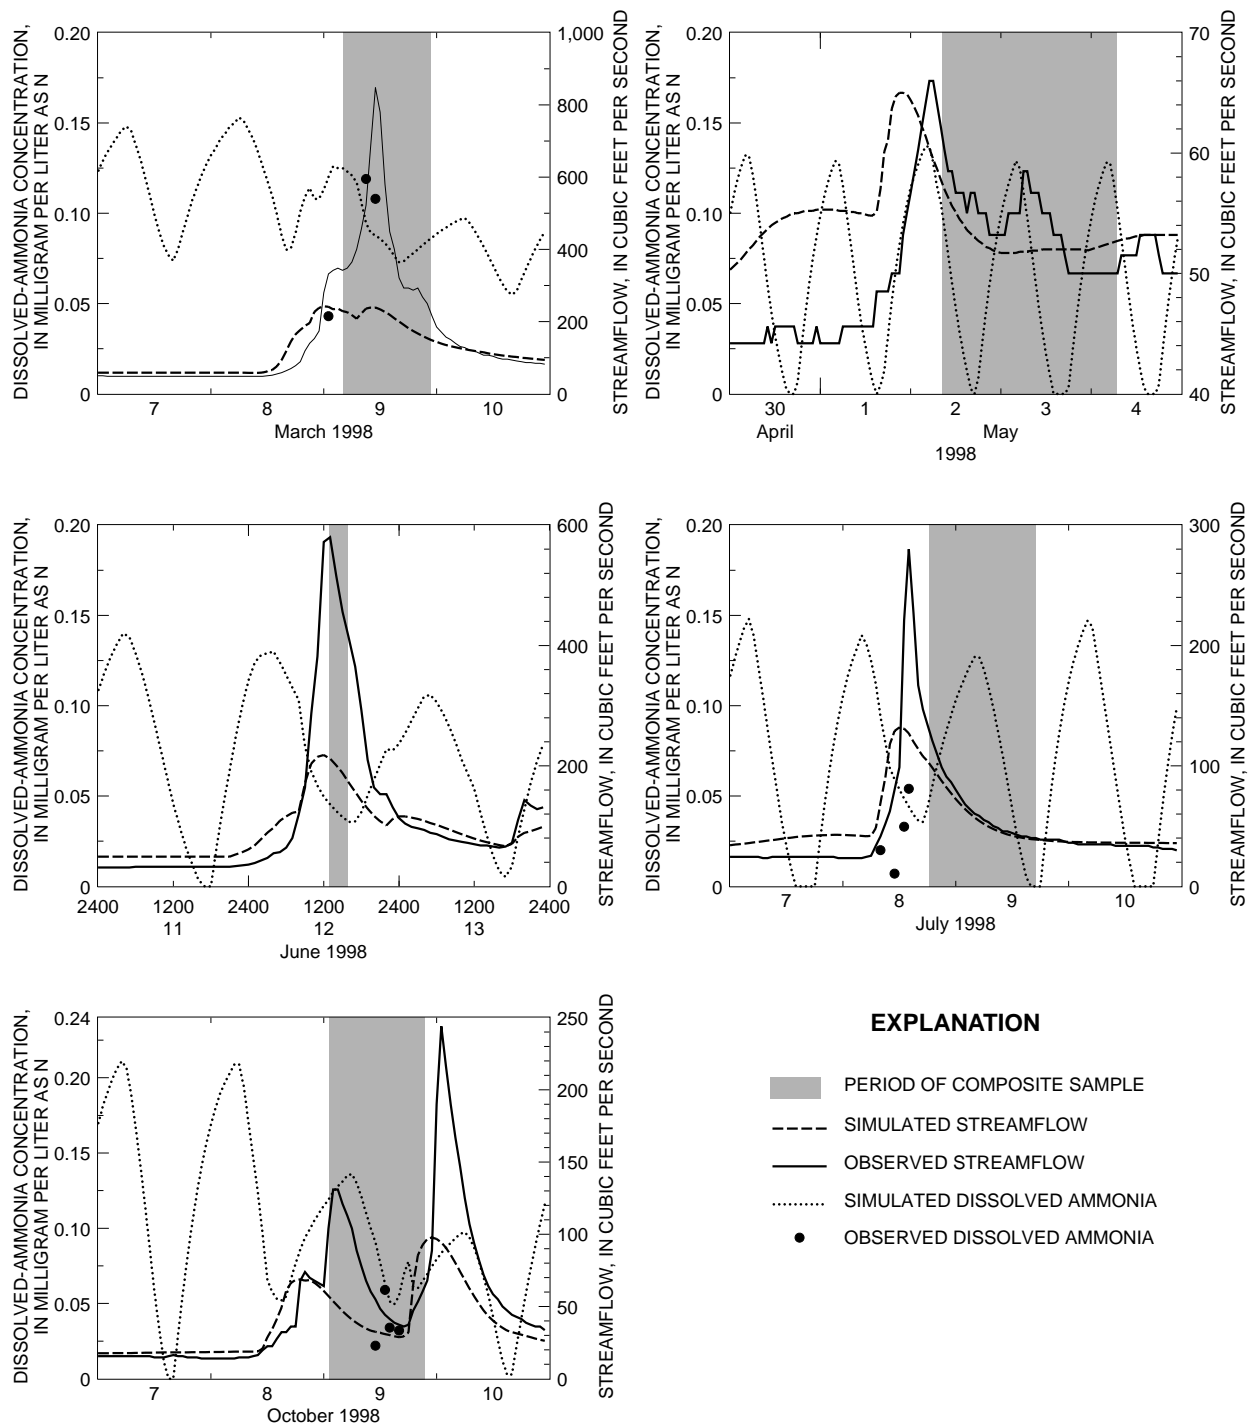 DISSOLVED-AMMONIA CONCENTRATION,
IN MILLIGRAM PER LITER AS N
0.20
0.15
0.10
0.05
0
1,000
800
600
400
200
0
STREAMFLOW, IN CUBIC FEET PER SECOND
7 8 9 10
March 1998
DISSOLVED-AMMONIA CONCENTRATION,
IN MILLIGRAM PER LITER AS N
0.20
0.15
0.10
0.05
0
70
60
50
40
STREAMFLOW, IN CUBIC FEET PER SECOND
30 1 2 3 4
April May
1998
DISSOLVED-AMMONIA CONCENTRATION,
IN MILLIGRAM PER LITER AS N
0.20
0.15
0.10
0.05
0
600
400
200
0
STREAMFLOW, IN CUBIC FEET PER SECOND
2400 1200 2400 1200 2400 1200 2400
11 12 13
June 1998
DISSOLVED-AMMONIA CONCENTRATION,
IN MILLIGRAM PER LITER AS N
0.20
0.15
0.10
0.05
0
300
200
100
0
STREAMFLOW, IN CUBIC FEET PER SECOND
7 8 9 10
July 1998
DISSOLVED-AMMONIA CONCENTRATION,
IN MILLIGRAM PER LITER AS N
0.24
0.20
0.15
0.10
0.05
0
250
200
150
100
50
0
STREAMFLOW, IN CUBIC FEET PER SECOND
7 8 9 10
October 1998
EXPLANATION
PERIOD OF COMPOSITE SAMPLE
SIMULATED STREAMFLOW
OBSERVED STREAMFLOW
SIMULATED DISSOLVED AMMONIA
OBSERVED DISSOLVED AMMONIA